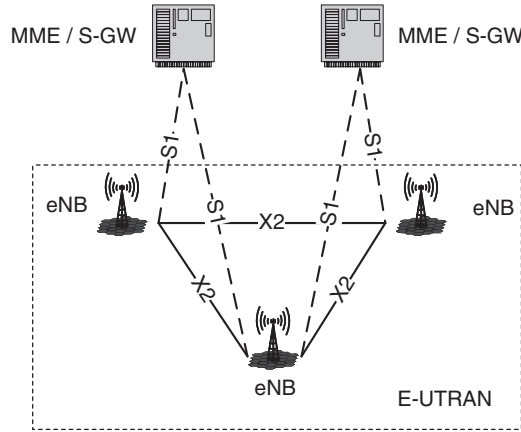 MME / S-GW
MME / S-GW
S1
S1
eNB
eNB
S1
S1
X2
X2
X2
eNB
E-UTRAN